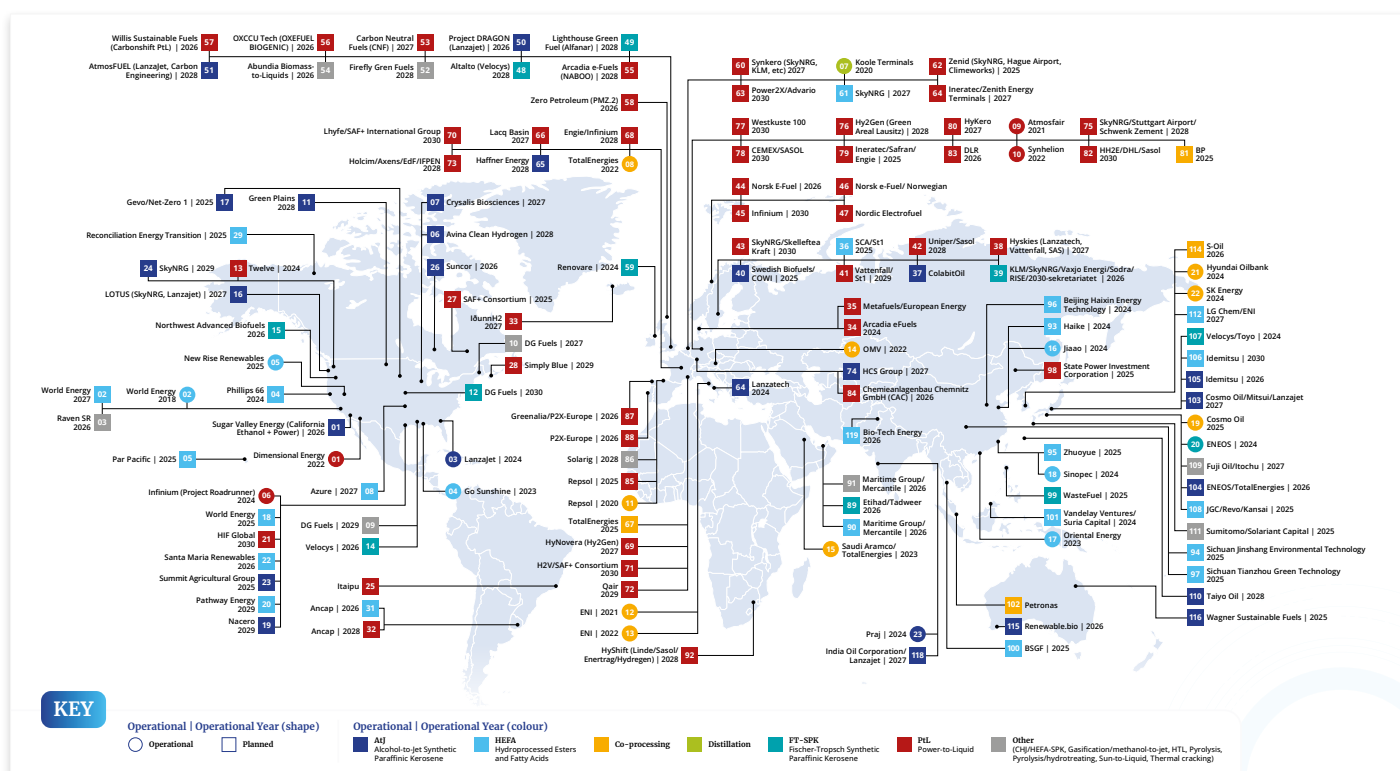 Willis Sustainable Fuels
(Carbonshift PtL) | 2026
57
OXCCU Tech (OXEFUEL
BIOGENIC) | 2026
56
Carbon Neutral
Fuels (CNF) | 2027
53
Project DRAGON
(Lanzajet) | 2026
50
Lighthouse Green
Fuel (Alfanar) | 2028
49
AtmosFUEL (Lanzajet, Carbon
Engineering) | 2028
51
Abundia Biomass-
to-Liquids | 2026
54
Firefly Gren Fuels
2028
52
Altalto (Velocys)
2028
48
Arcadia e-Fuels
(NABOO) | 2028
55
Zero Petroleum (PMZ.2)
2026
58
Lhyfe/SAF+ International Group
2030
70
Lacq Basin
2027
66
Engie/Infinium
2028
68
Holcim/Axens/EdF/IFPEN
2028
73
Haffner Energy
2028
65
TotalEnergies
2022
08
60
Synkero (SkyNRG,
KLM, etc) 2027
07
Koole Terminals
2020
62
Zenid (SkyNRG, Hague Airport,
Climeworks) | 2025
63
Power2X/Advario
2030
61
SkyNRG | 2027
64
Ineratec/Zenith Energy
Terminals | 2027
77
Westkuste 100
2030
76
Hy2Gen (Green
Areal Lausitz) | 2028
80
HyKero
2027
09
Atmosfair
2021
75
SkyNRG/Stuttgart Airport/
Schwenk Zement | 2028
78
CEMEX/SASOL
2030
79
Ineratec/Safran/
Engie | 2025
83
DLR
2026
10
Synhelion
2022
82
HH2E/DHL/Sasol
2030
81
BP
2025
44
Norsk E-Fuel | 2026
46
Norsk e-Fuel/ Norwegian
45
Infinium | 2030
47
Nordic Electrofuel
43
SkyNRG/Skelleftea
Kraft | 2030
36
SCA/St1
2025
42
Uniper/Sasol
2028
38
Hyskies (Lanzatech,
Vattenfall, SAS) | 2027
40
Swedish Biofuels/
COWI | 2025
41
Vattenfall/
St1 | 2029
37
ColabitOil
39
KLM/SkyNRG/Vaxjo Energi/Sodra/
RISE/2030-sekretariatet | 2026
Gevo/Net-Zero 1 | 2025
17
Green Plains
2028
11
Reconciliation Energy Transition | 2025
29
24
SkyNRG | 2029
13
Twelve | 2024
LOTUS (SkyNRG, Lanzajet) | 2027
16
Northwest Advanced Biofuels
2026
15
New Rise Renewables
2025
05
World Energy
2027
02
World Energy
2018
02
Phillips 66
2024
04
Raven SR
2026
03
Sugar Valley Energy (California
Ethanol + Power) | 2026
01
Par Pacific | 2025
05
Dimensional Energy
2022
01
07
Crysalis Biosciences | 2027
06
Avina Clean Hydrogen | 2028
26
Suncor | 2026
27
SAF+ Consortium | 2025
Renovare | 2024
59
IðunnH2
2027
33
10
DG Fuels | 2027
28
Simply Blue | 2029
12
DG Fuels | 2030
03
LanzaJet | 2024
04
Go Sunshine | 2023
Infinium (Project Roadrunner)
2024
06
World Energy
2025
18
HIF Global
2030
21
Santa Maria Renewables
2026
22
Summit Agricultural Group
2025
23
Pathway Energy
2029
20
Nacero
2029
19
Azure | 2027
08
DG Fuels | 2029
09
Velocys | 2026
14
Itaipu
25
Ancap | 2026
31
Ancap | 2028
32
Greenalia/P2X-Europe | 2026
87
P2X-Europe | 2026
88
Solarig | 2028
86
Repsol | 2025
85
Repsol | 2020
11
TotalEnergies
2025
67
HyNovera (Hy2Gen)
2027
69
H2V/SAF+ Consortium
2030
71
Qair
2029
72
ENI | 2021
12
ENI | 2022
13
HyShift (Linde/Sasol/
Enertrag/Hydregen) | 2028
92
35
Metafuels/European Energy
34
Arcadia eFuels
2024
14
OMV | 2022
74
HCS Group | 2027
64
Lanzatech
2024
84
Chemieanlagenbau Chemnitz
GmbH (CAC) | 2026
119
Bio-Tech Energy
2026
91
Maritime Group/
Mercantile | 2026
89
Etihad/Tadweer
2026
90
Maritime Group/
Mercantile | 2026
15
Saudi Aramco/
TotalEnergies | 2023
Praj | 2024
23
India Oil Corporation/
Lanzajet | 2027
118
96
Beijing Haixin Energy
Technology | 2024
93
Haike | 2024
16
Jiaao | 2024
98
State Power Investment
Corporation | 2025
95
Zhuoyue | 2025
18
Sinopec | 2024
99
WasteFuel | 2025
101
Vandelay Ventures/
Suria Capital | 2024
17
Oriental Energy
2023
102
Petronas
115
Renewable.bio | 2026
100
BSGF | 2025
114
S-Oil
2026
21
Hyundai Oilbank
2024
22
SK Energy
2024
112
LG Chem/ENI
2027
107
Velocys/Toyo | 2024
106
Idemitsu | 2030
105
Idemitsu | 2026
103
Cosmo Oil/Mitsui/Lanzajet
2027
19
Cosmo Oil
2025
20
ENEOS | 2024
109
Fuji Oil/Itochu | 2027
104
ENEOS/TotalEnergies | 2026
108
JGC/Revo/Kansai | 2025
111
Sumitomo/Solariant Capital | 2025
94
Sichuan Jinshang Environmental Technology
2025
97
Sichuan Tianzhou Green Technology
2025
110
Taiyo Oil | 2028
116
Wagner Sustainable Fuels | 2025
KEY
Operational | Operational Year (shape)
Operational
Planned
Operational | Operational Year (colour)
AtJ
Alcohol-to-Jet Synthetic
Paraffinic Kerosene
HEFA
Hydroprocessed Esters
and Fatty Acids
Co-processing
Distillation
FT-SPK
Fischer-Tropsch Synthetic
Paraffinic Kerosene
PtL
Power-to-Liquid
Other
(CHJ/HEFA-SPK, Gasification/methanol-to-jet, HTL, Pyrolysis,
Pyrolysis/hydrotreating, Sun-to-Liquid, Thermal cracking)